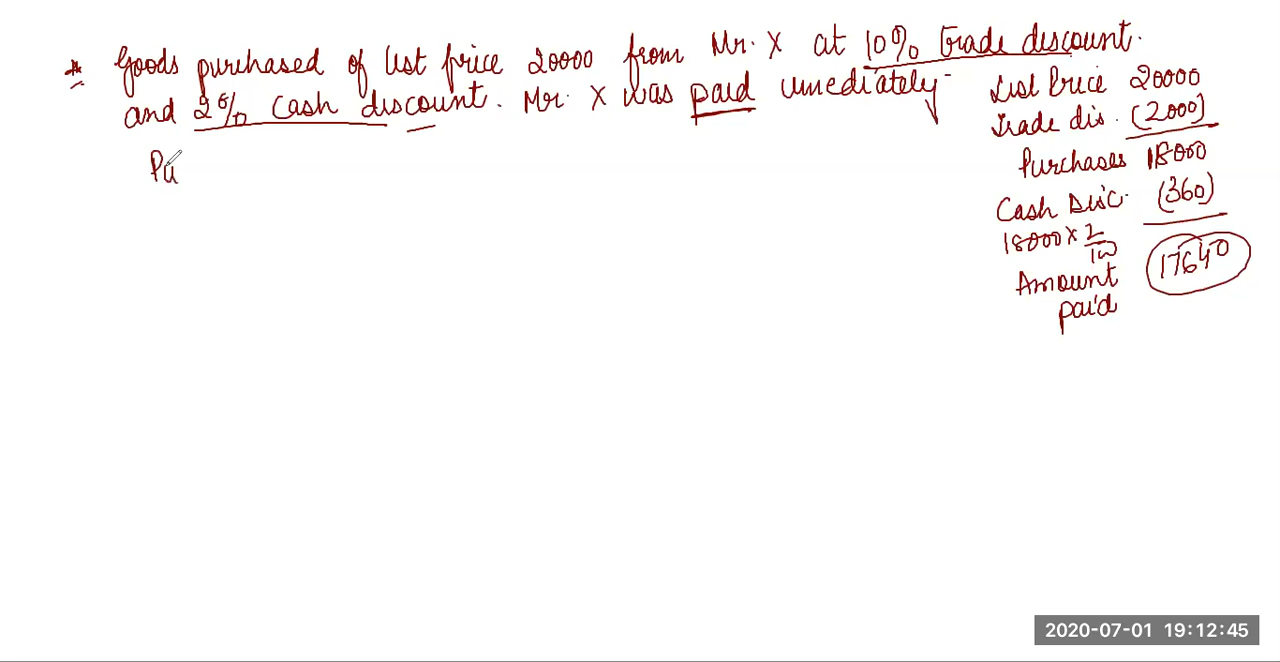 * Goods purchased of list price 20000 from Mr. X at 10% trade discount.
and 2% cash discount. Mr. X was paid immediately
Pu
List Price 20000
Trade dis. (2000)
Purchases 18000
Cash Disc. (360)
18000 × 2/100
Amount 17640
paid
2020-07-01 19:12:45